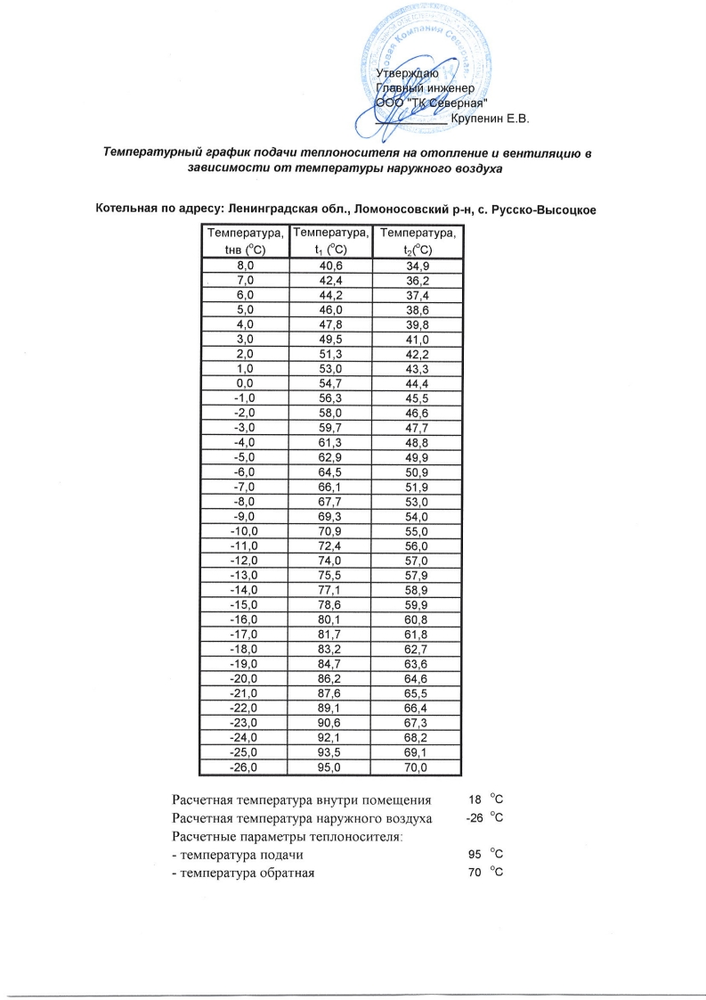 овая Компания Северная
Утверждаю
Главный инженер
ООО "ТК Северная"
Крупенин Е.В.
Температурный график подачи теплоносителя на отопление и вентиляцию в
зависимости от температуры наружного воздуха
Котельная по адресу: Ленинградская обл., Ломоносовский р-н, с. Русско-Высоцкое
Температура, Температура, Температура,
tнв (°С) t₁ (°С) t₂(°С)
8,0 40,6 34,9
7,0 42,4 36,2
6,0 44,2 37,4
5,0 46,0 38,6
4,0 47,8 39,8
3,0 49,5 41,0
2,0 51,3 42,2
1,0 53,0 43,3
0,0 54,7 44,4
-1,0 56,3 45,5
-2,0 58,0 46,6
-3,0 59,7 47,7
-4,0 61,3 48,8
-5,0 62,9 49,9
-6,0 64,5 50,9
-7,0 66,1 51,9
-8,0 67,7 53,0
-9,0 69,3 54,0
-10,0 70,9 55,0
-11,0 72,4 56,0
-12,0 74,0 57,0
-13,0 75,5 57,9
-14,0 77,1 58,9
-15,0 78,6 59,9
-16,0 80,1 60,8
-17,0 81,7 61,8
-18,0 83,2 62,7
-19,0 84,7 63,6
-20,0 86,2 64,6
-21,0 87,6 65,5
-22,0 89,1 66,4
-23,0 90,6 67,3
-24,0 92,1 68,2
-25,0 93,5 69,1
-26,0 95,0 70,0
Расчетная температура внутри помещения 18 °С
Расчетная температура наружного воздуха -26 °С
Расчетные параметры теплоносителя:
- температура подачи 95 °С
- температура обратная 70 °С